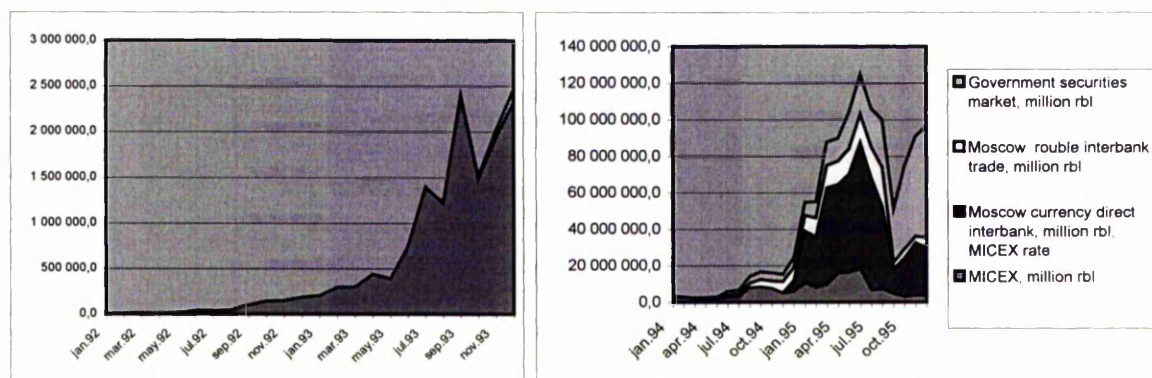 3 000 000,0
2 500 000,0
2 000 000,0
1 500 000,0
1 000 000,0
500 000,0
0,0
jan.92
mar.92
may.92
jul.92
sep.92
nov.92
jan.93
mar.93
may.93
jul.93
sep.93
nov.93
140 000 000,0
120 000 000,0
100 000 000,0
80 000 000,0
60 000 000,0
40 000 000,0
20 000 000,0
0,0
jan.94
apr.94
jul.94
oct.94
jan.95
apr.95
jul.95
oct.95
Government securities
market, million rbl
Moscow rouble interbank
trade, million rbl
Moscow currency direct
interbank, million rbl,
MICEX rate
MICEX, million rbl